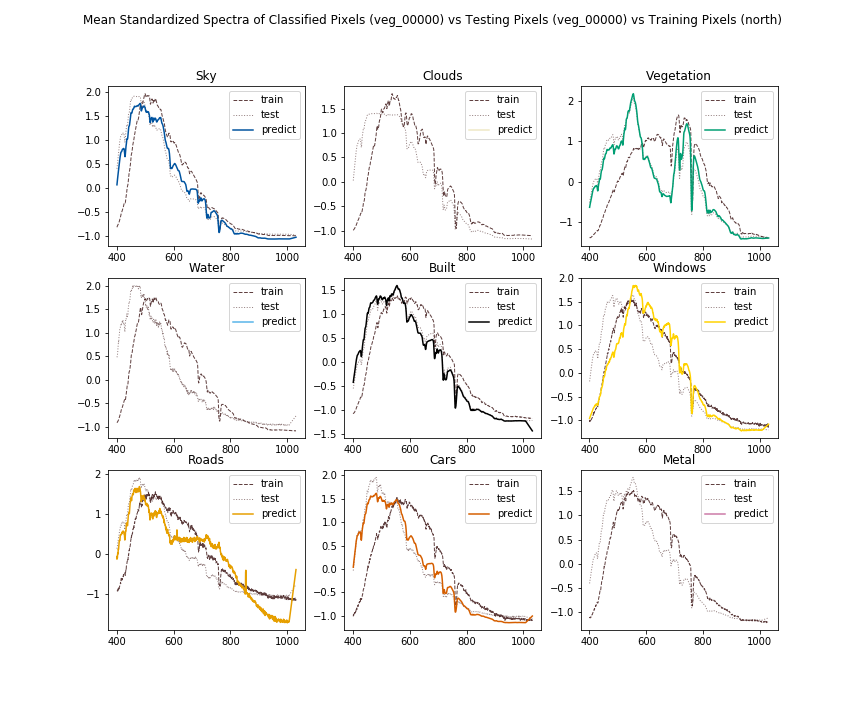 Mean Standardized Spectra of Classified Pixels (veg_00000) vs Testing Pixels (veg_00000) vs Training Pixels (north)
Sky
2.0
1.5
1.0
0.5
0.0
−0.5
−1.0
400 600 800 1000
train
test
predict
Clouds
1.5
1.0
0.5
0.0
−0.5
−1.0
400 600 800 1000
train
test
predict
Vegetation
2
1
0
−1
400 600 800 1000
train
test
predict
Water
2.0
1.5
1.0
0.5
0.0
−0.5
−1.0
400 600 800 1000
train
test
predict
Built
1.5
1.0
0.5
0.0
−0.5
−1.0
−1.5
400 600 800 1000
train
test
predict
Windows
2.0
1.5
1.0
0.5
0.0
−0.5
−1.0
400 600 800 1000
train
test
predict
Roads
2
1
0
−1
400 600 800 1000
train
test
predict
Cars
2.0
1.5
1.0
0.5
0.0
−0.5
−1.0
400 600 800 1000
train
test
predict
Metal
1.5
1.0
0.5
0.0
−0.5
−1.0
400 600 800 1000
train
test
predict